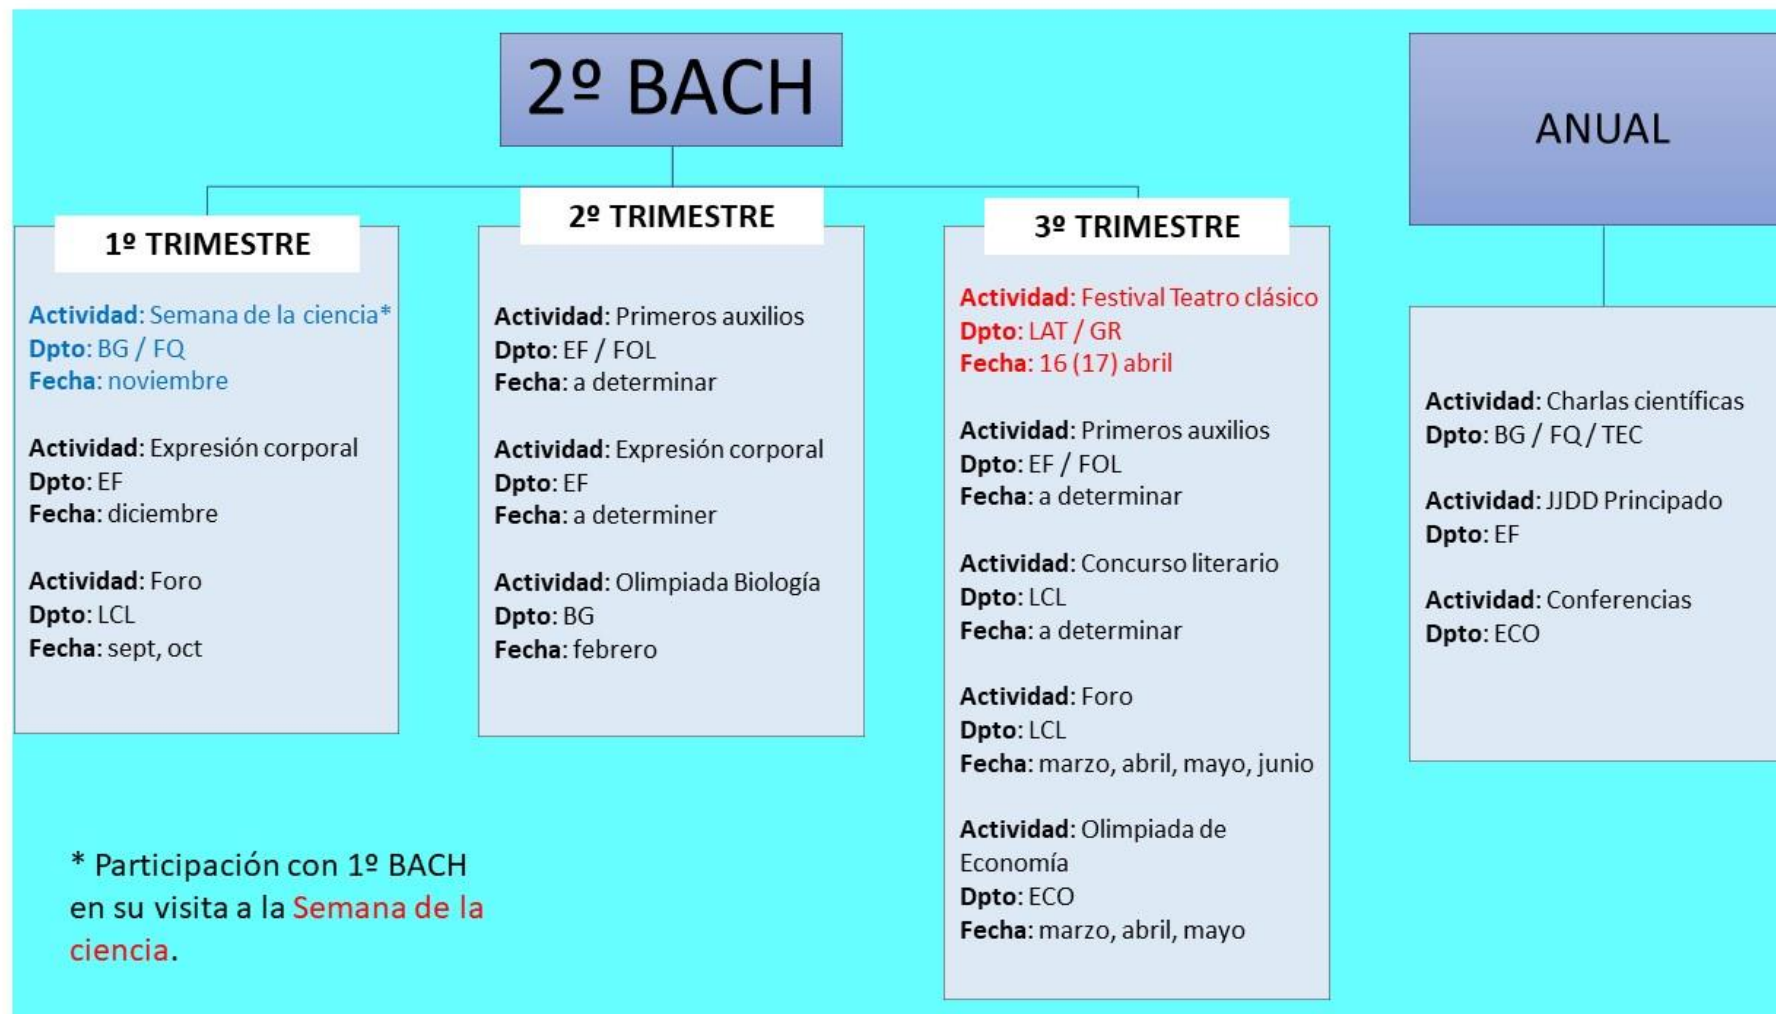 2º BACH
1º TRIMESTRE
Actividad: Semana de la ciencia*
Dpto: BG / FQ
Fecha: noviembre
Actividad: Expresión corporal
Dpto: EF
Fecha: diciembre
Actividad: Foro
Dpto: LCL
Fecha: sept, oct
2º TRIMESTRE
Actividad: Primeros auxilios
Dpto: EF / FOL
Fecha: a determinar
Actividad: Expresión corporal
Dpto: EF
Fecha: a determiner
Actividad: Olimpiada Biología
Dpto: BG
Fecha: febrero
3º TRIMESTRE
Actividad: Festival Teatro clásico
Dpto: LAT / GR
Fecha: 16 (17) abril
Actividad: Primeros auxilios
Dpto: EF / FOL
Fecha: a determinar
Actividad: Concurso literario
Dpto: LCL
Fecha: a determinar
Actividad: Foro
Dpto: LCL
Fecha: marzo, abril, mayo, junio
Actividad: Olimpiada de
Economía
Dpto: ECO
Fecha: marzo, abril, mayo
ANUAL
Actividad: Charlas científicas
Dpto: BG / FQ / TEC
Actividad: JJDD Principado
Dpto: EF
Actividad: Conferencias
Dpto: ECO
* Participación con 1º BACH
en su visita a la Semana de la
ciencia.